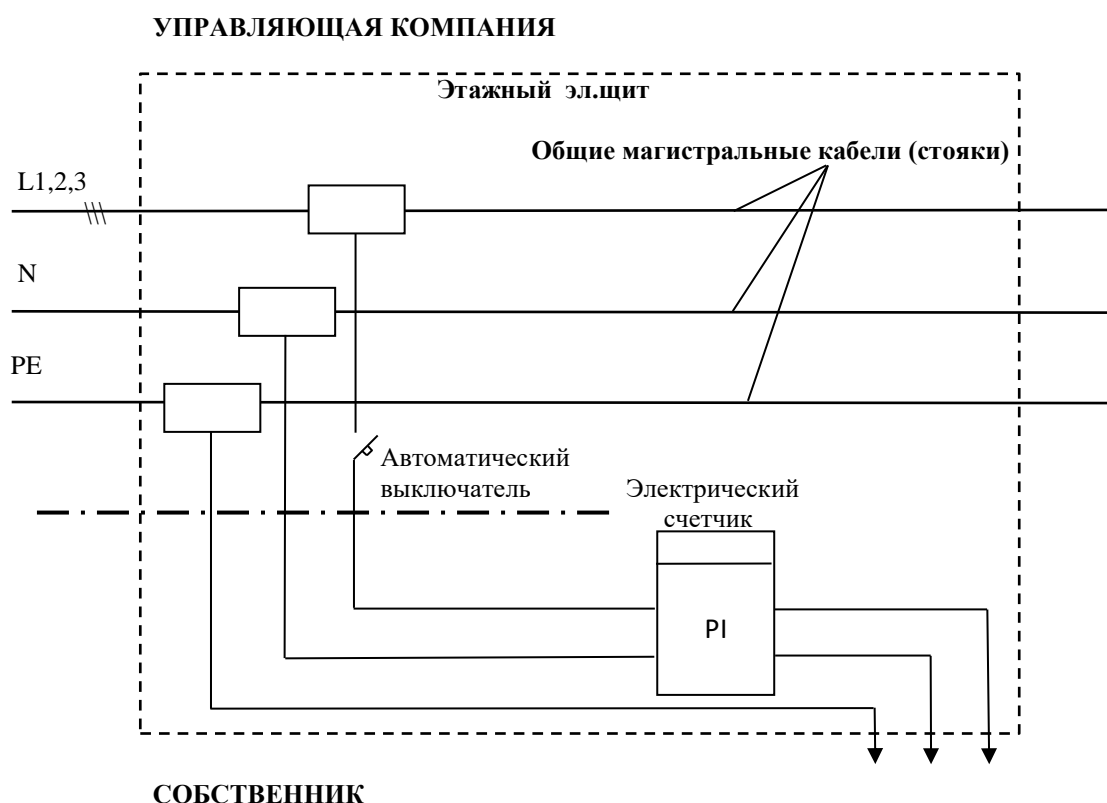 УПРАВЛЯЮЩАЯ КОМПАНИЯ
Этажный эл.щит
Общие магистральные кабели (стояки)
L1,2,3
N
PE
Автоматический
выключатель
Электрический
счетчик
PI
СОБСТВЕННИК